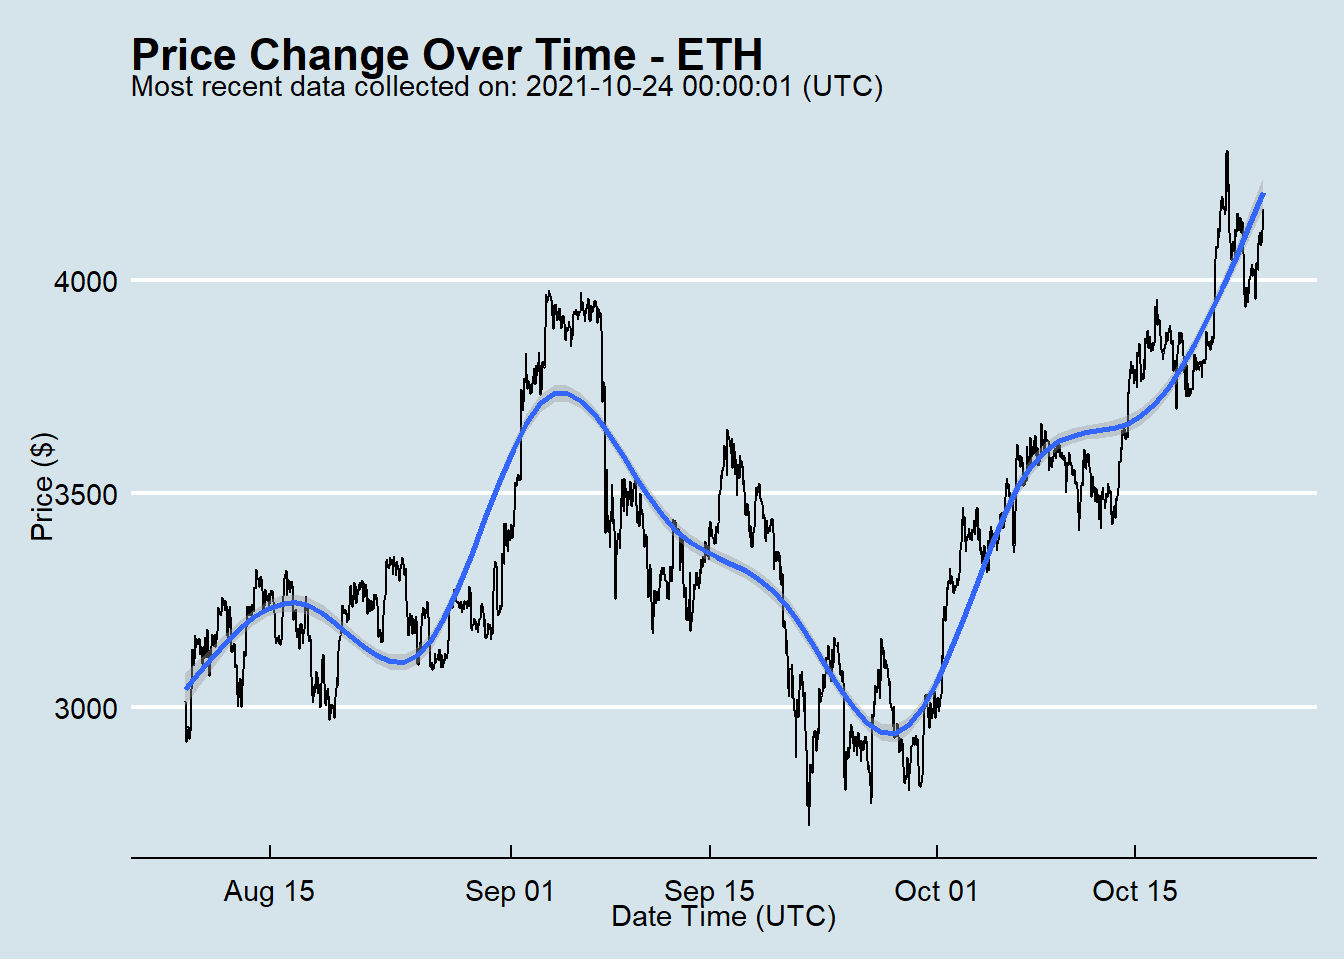 Price Change Over Time - ETH
Most recent data collected on: 2021-10-24 00:00:01 (UTC)
Price ($)
4000
3500
3000
Aug 15
Sep 01
Sep 15
Oct 01
Oct 15
Date Time (UTC)